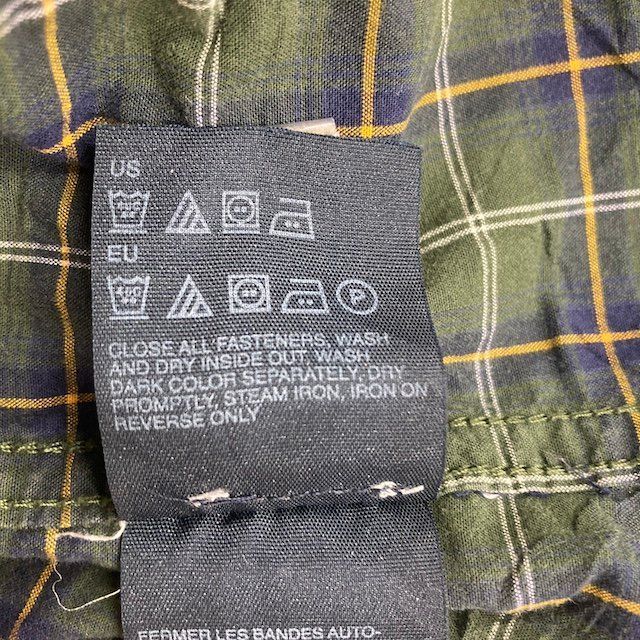 US
EU
P
CLOSE ALL FASTENERS, WASH
AND DRY INSIDE OUT, WASH
DARK COLOR SEPARATELY, DRY
PROMPTLY, STEAM IRON, IRON ON
REVERSE ONLY
FERMER LES BANDES AUTO-